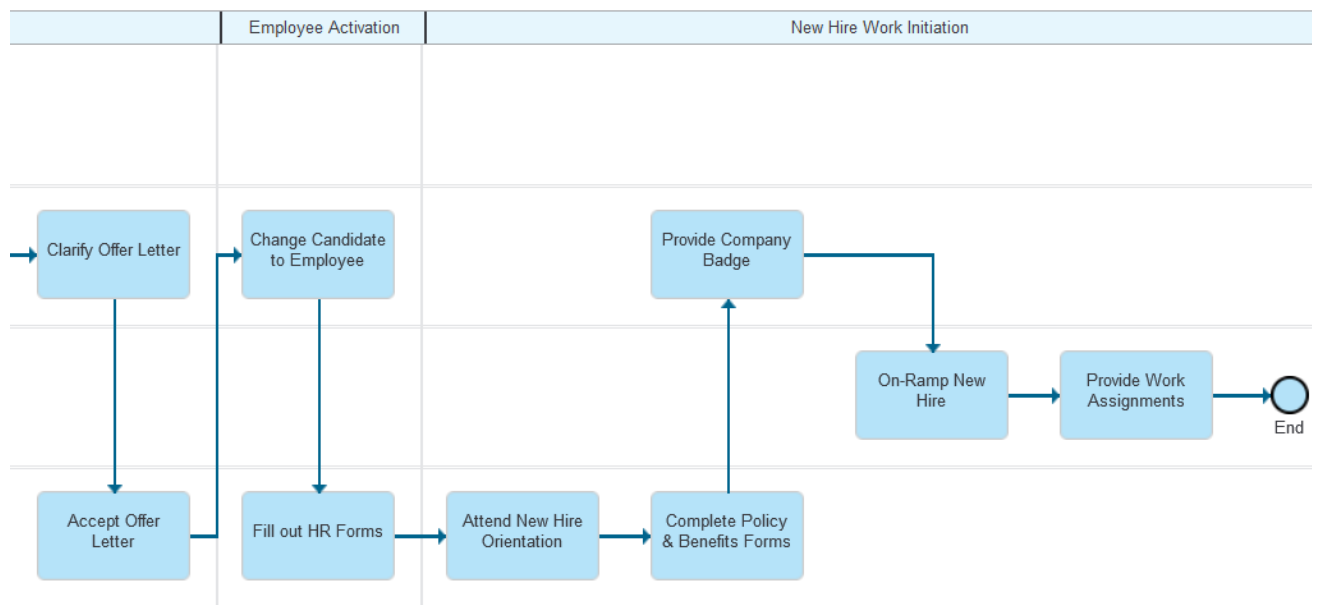 Employee Activation
New Hire Work Initiation
Clarify Offer Letter
Change Candidate
to Employee
Provide Company
Badge
On-Ramp New
Hire
Provide Work
Assignments
End
Accept Offer
Letter
Fill out HR Forms
Attend New Hire
Orientation
Complete Policy
& Benefits Forms